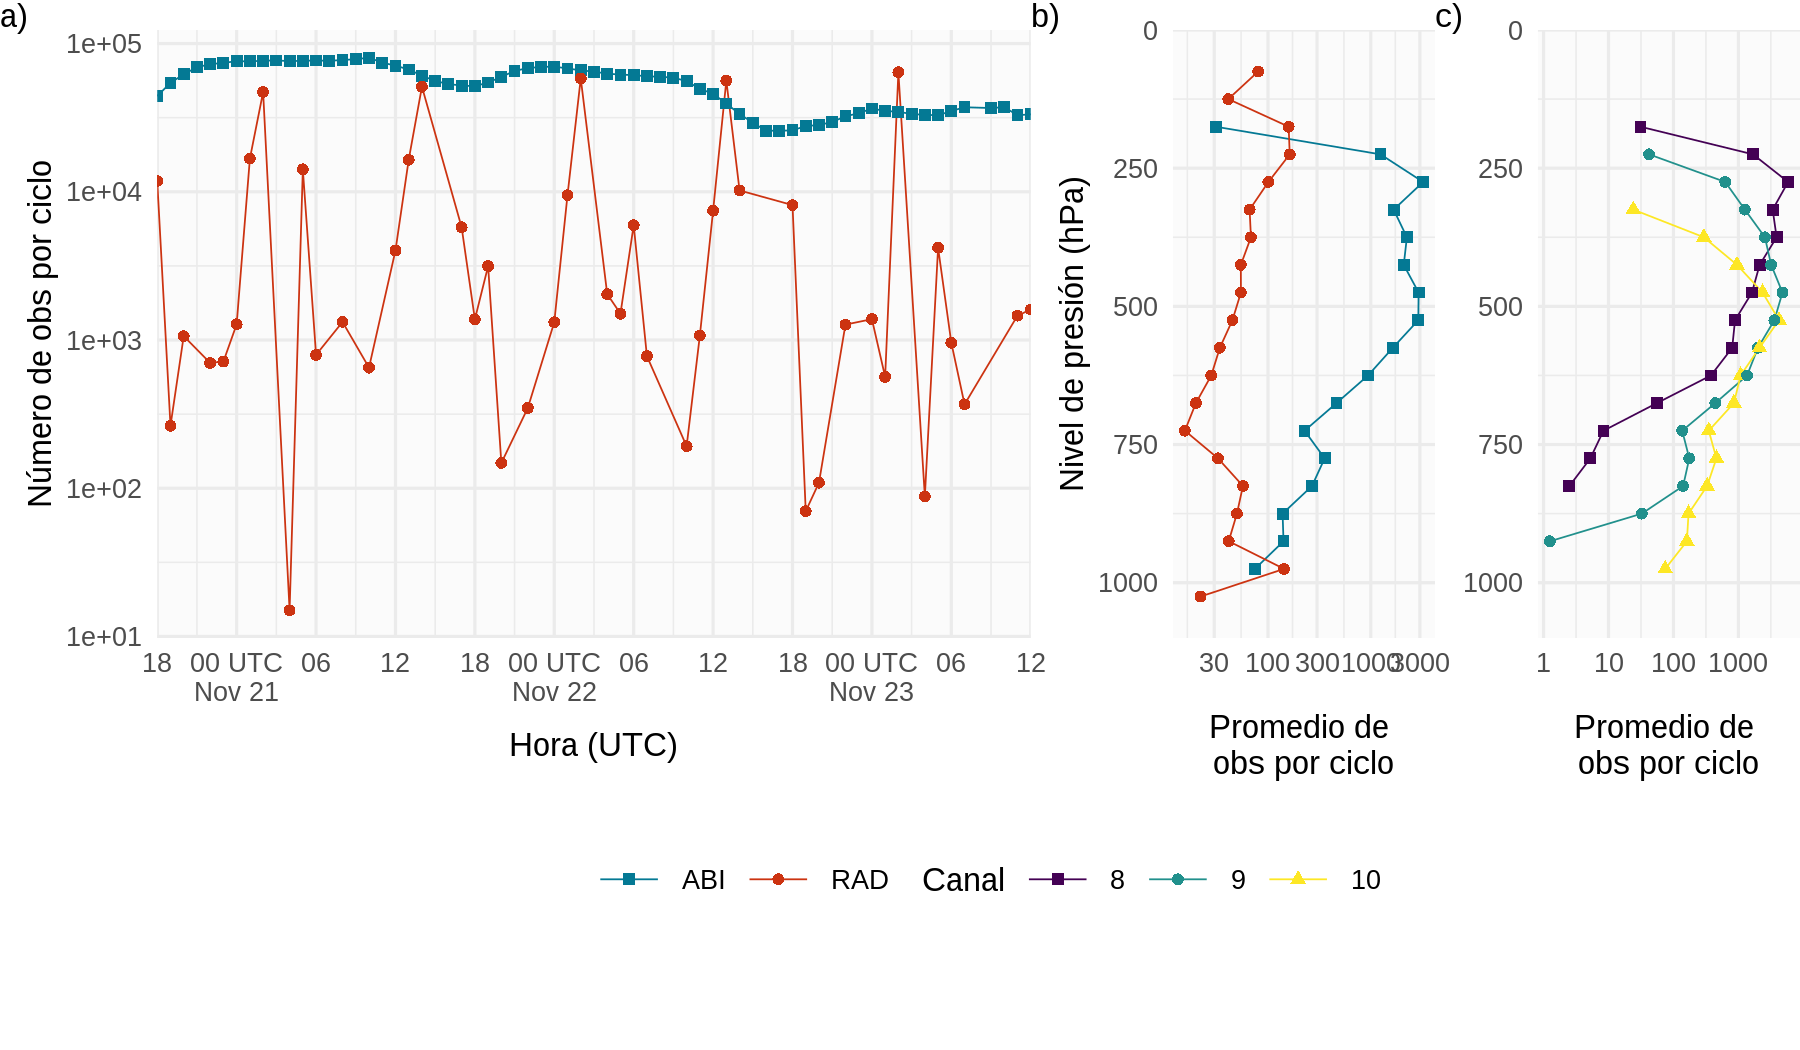 a)
b)
c)
Número de obs por ciclo
1e+05
1e+04
1e+03
1e+02
1e+01
18 00 UTC 06 12 18 00 UTC 06 12 18 00 UTC 06 12
Nov 21 Nov 22 Nov 23
Hora (UTC)
Nivel de presión (hPa)
0
250
500
750
1000
30 100 300 1000 3000
Promedio de
obs por ciclo
0
250
500
750
1000
1 10 100 1000
Promedio de
obs por ciclo
ABI RAD Canal 8 9 10